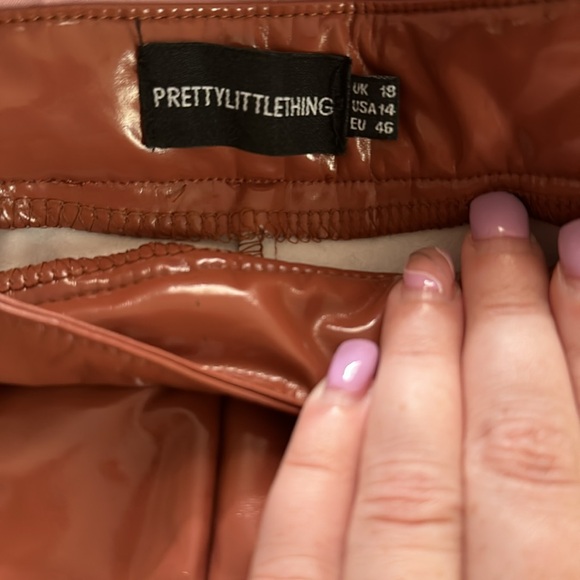 PRETTYLITTLETHING
UK 18
USA 14
EU 46